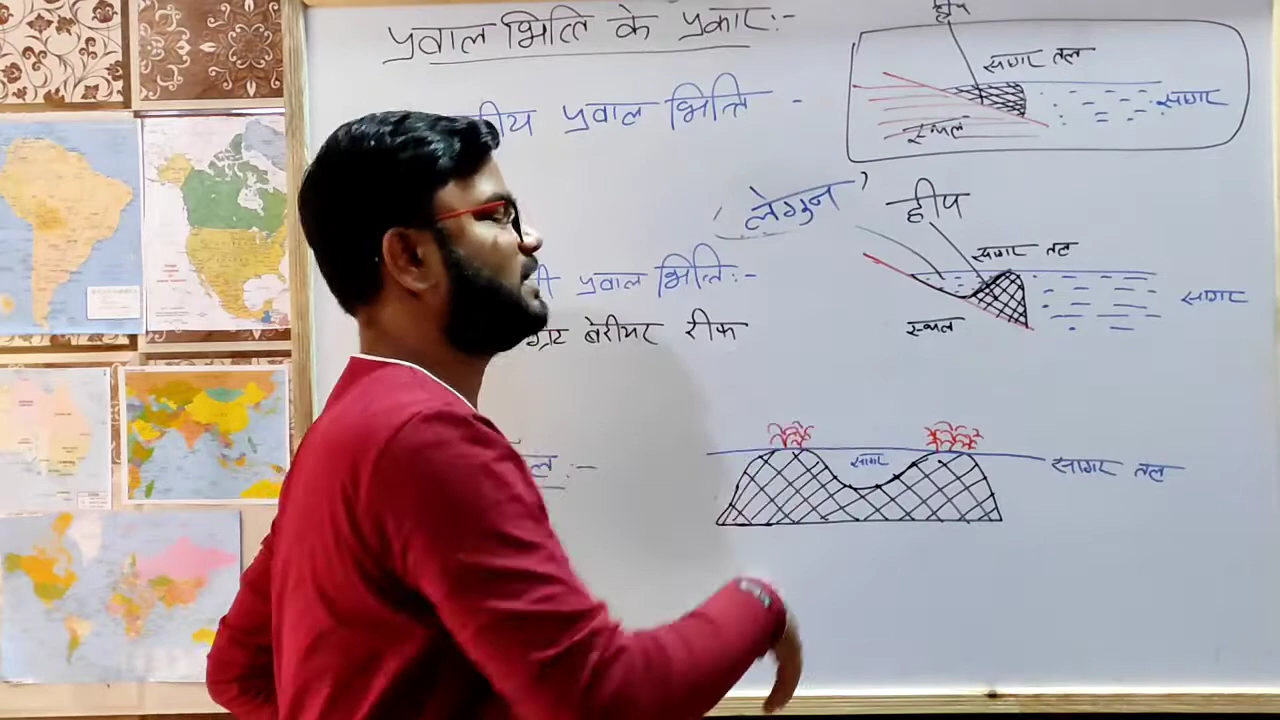 प्रवाल भित्ति के प्रकार:-
द्वीप
सागर तल
सागर
स्थल
प्रवाल भित्ति -
लेगुन
द्वीप
सागर तल
सागर
स्थल
प्रवाल भित्ति:-
बेरीयर रीफ
सागर
सागर तल